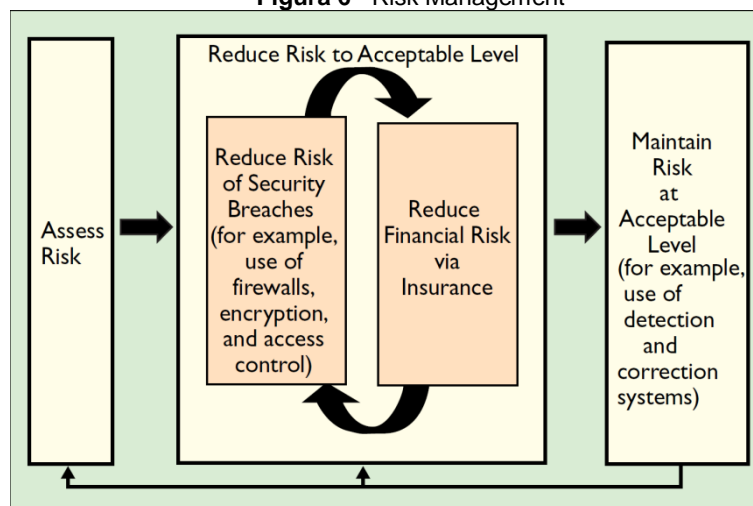 Figura 6 - Risk Management
Assess
Risk
Reduce Risk to Acceptable Level
Reduce Risk
of Security
Breaches
(for example,
use of
firewalls,
encryption,
and access
control)
Reduce
Financial Risk
via
Insurance
Maintain
Risk
at
Acceptable
Level
(for example,
use of
detection
and
correction
systems)